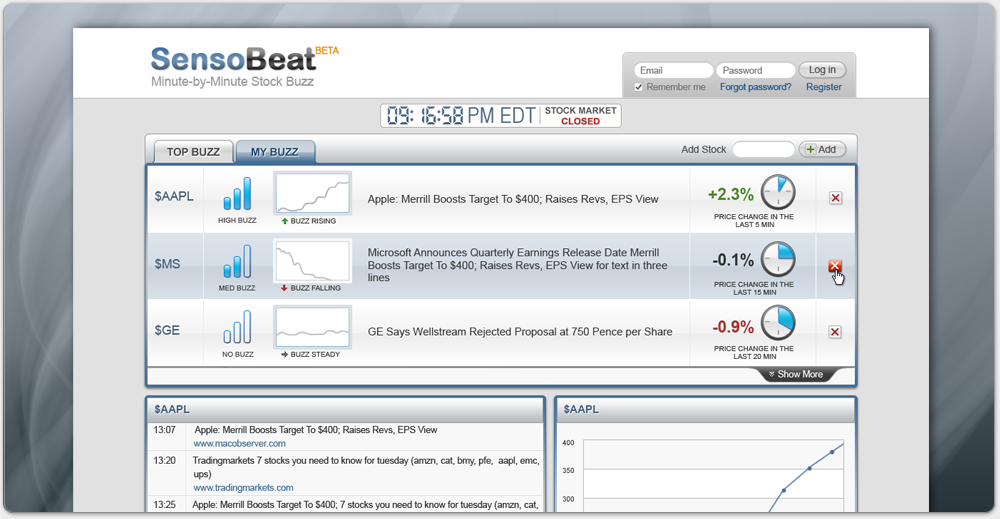 SensoBeat BETA
Minute-by-Minute Stock Buzz
Email
Password
Log in
Remember me
Forgot password?
Register
09:16:58 PM EDT
STOCK MARKET
CLOSED
TOP BUZZ
MY BUZZ
Add Stock
Add
$AAPL
HIGH BUZZ
BUZZ RISING
Apple: Merrill Boosts Target To $400; Raises Revs, EPS View
+2.3%
PRICE CHANGE IN THE
LAST 5 MIN
$MS
MED BUZZ
BUZZ FALLING
Microsoft Announces Quarterly Earnings Release Date Merrill
Boosts Target To $400; Raises Revs, EPS View for text in three
lines
-0.1%
PRICE CHANGE IN THE
LAST 15 MIN
$GE
NO BUZZ
BUZZ STEADY
GE Says Wellstream Rejected Proposal at 750 Pence per Share
-0.9%
PRICE CHANGE IN THE
LAST 20 MIN
Show More
$AAPL
13:07
Apple: Merrill Boosts Target To $400; Raises Revs, EPS View
www.macobserver.com
13:20
Tradingmarkets 7 stocks you need to know for tuesday (amzn, cat, bmy, pfe, aapl, emc,
ups)
www.tradingmarkets.com
13:25
Apple: Merrill Boosts Target To $400; 7 stocks you need to know for tuesday (amzn, cat,
$AAPL
400
350
300